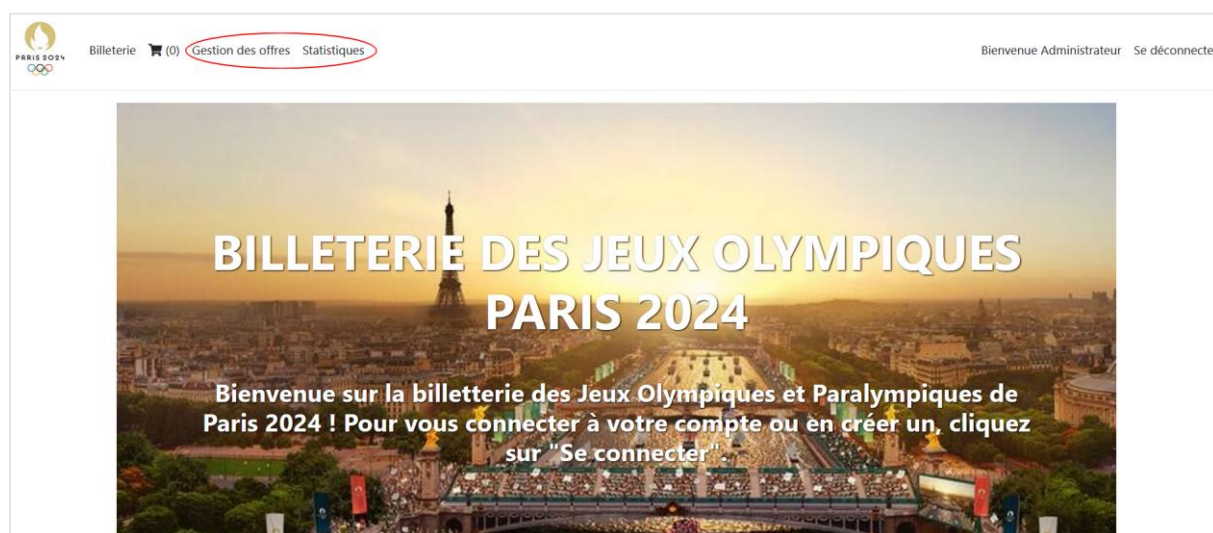 PARIS 2024
Billeterie (0) Gestion des offres Statistiques Bienvenue Administrateur Se déconnecte
BILLETERIE DES JEUX OLYMPIQUES
PARIS 2024
Bienvenue sur la billetterie des Jeux Olympiques et Paralympiques de
Paris 2024 ! Pour vous connecter à votre compte ou en créer un, cliquez
sur "Se connecter".